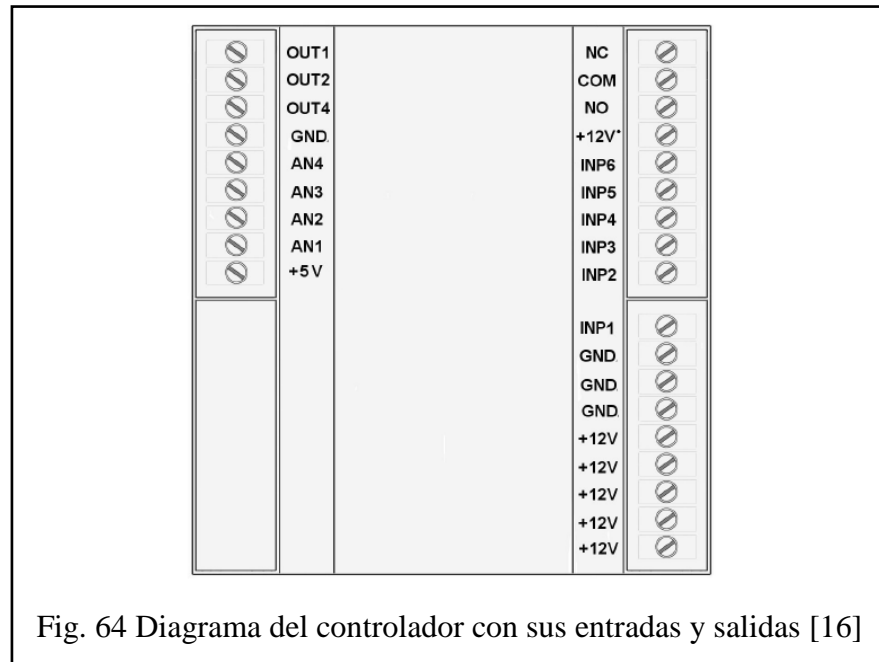 OUT1
OUT2
OUT4
GND.
AN4
AN3
AN2
AN1
+5V
NC
COM
NO
+12V*
INP6
INP5
INP4
INP3
INP2
INP1
GND.
GND
GND
+12V
+12V
+12V
+12V
+12V
Fig. 64 Diagrama del controlador con sus entradas y salidas [16]